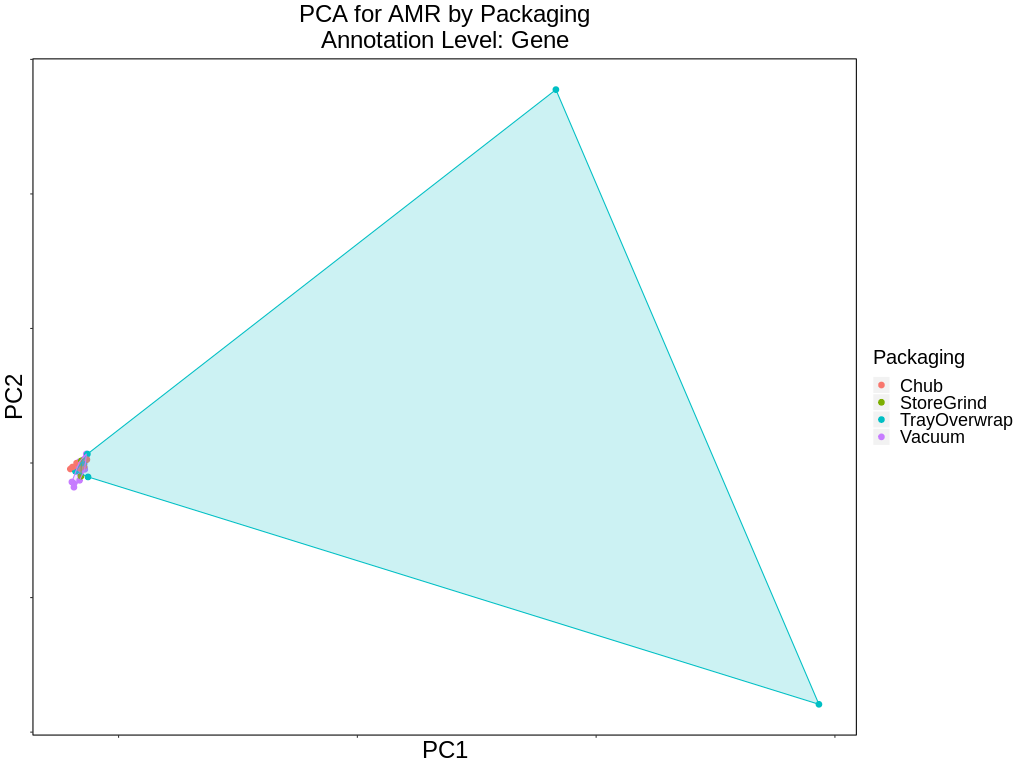 PCA for AMR by Packaging
Annotation Level: Gene
PC2
PC1
Packaging
Chub
StoreGrind
TrayOverwrap
Vacuum